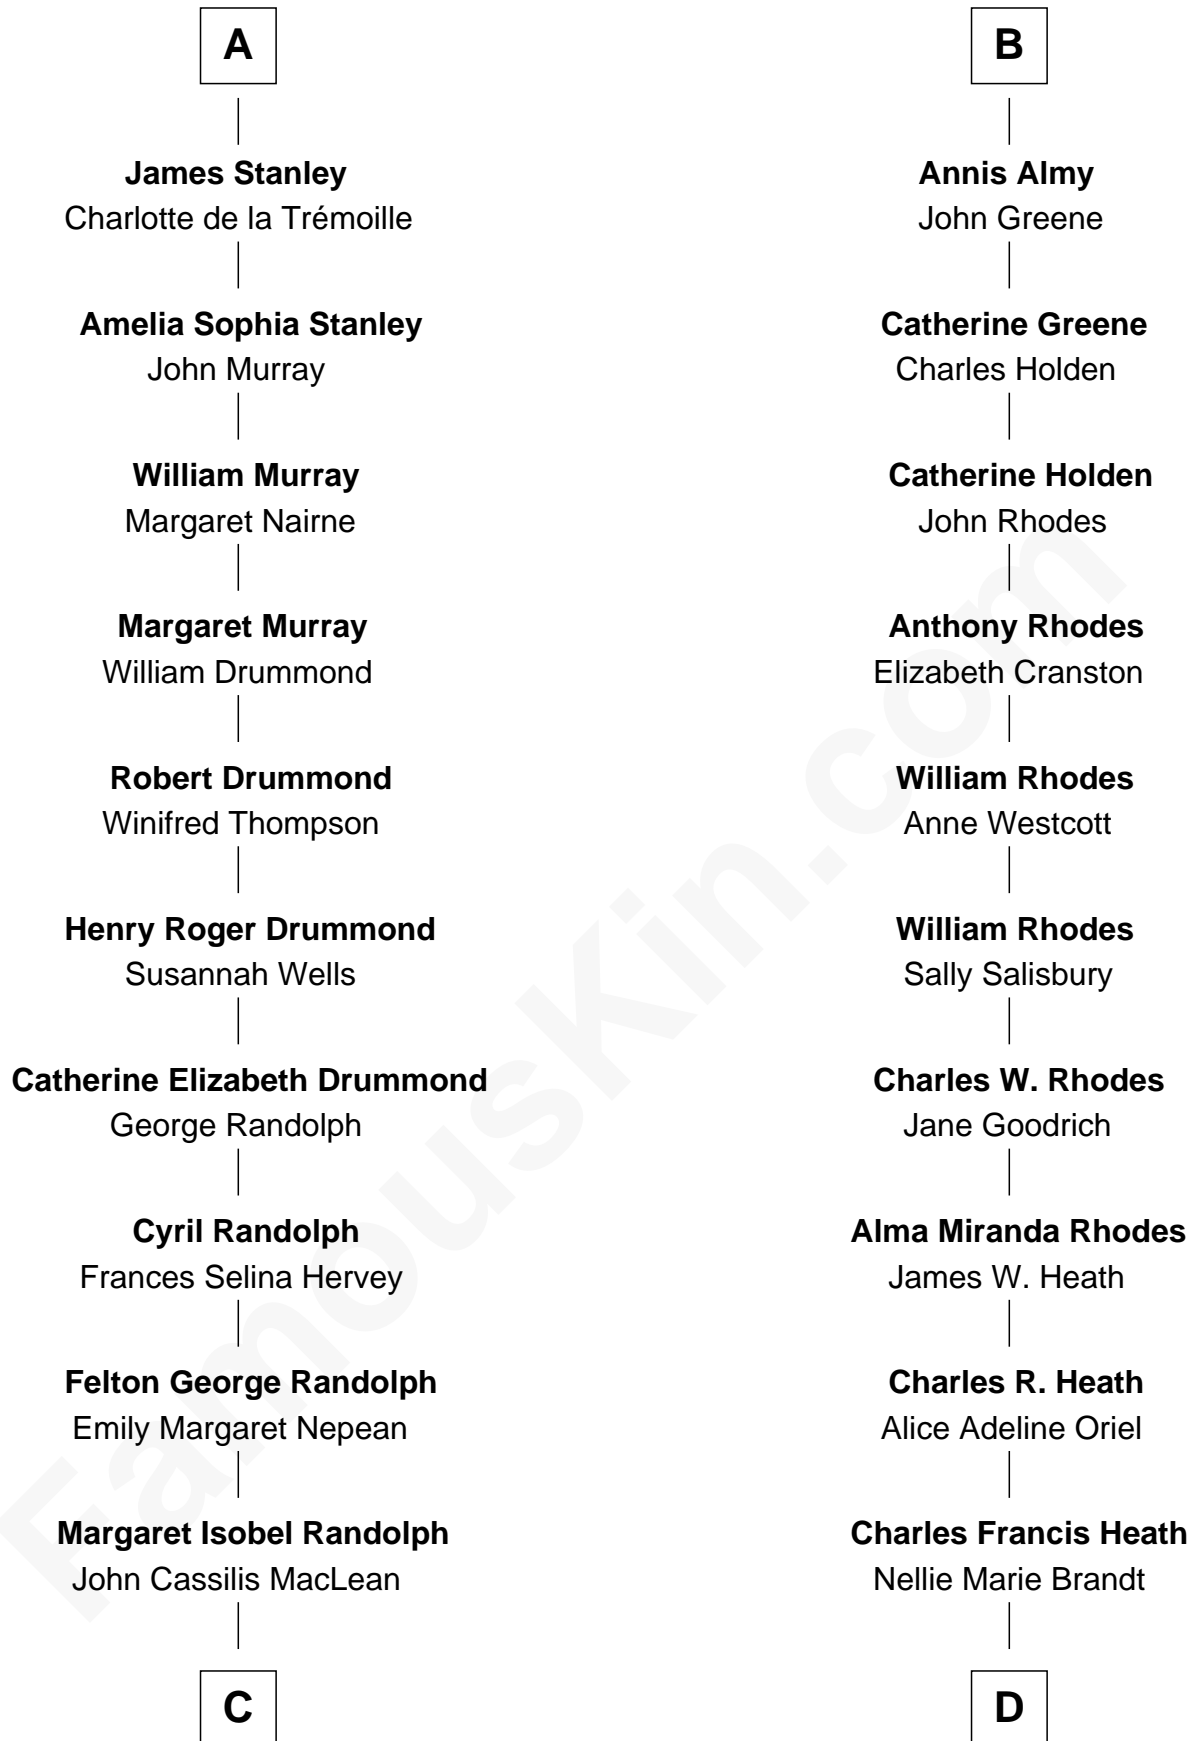 A
James Stanley
Charlotte de la Trémoille
Amelia Sophia Stanley
John Murray
William Murray
Margaret Nairne
Margaret Murray
William Drummond
Robert Drummond
Winifred Thompson
Henry Roger Drummond
Susannah Wells
Catherine Elizabeth Drummond
George Randolph
Cyril Randolph
Frances Selina Hervey
Felton George Randolph
Emily Margaret Nepean
Margaret Isobel Randolph
John Cassilis MacLean
C
B
Annis Almy
John Greene
Catherine Greene
Charles Holden
Catherine Holden
John Rhodes
Anthony Rhodes
Elizabeth Cranston
William Rhodes
Anne Westcott
William Rhodes
Sally Salisbury
Charles W. Rhodes
Jane Goodrich
Alma Miranda Rhodes
James W. Heath
Charles R. Heath
Alice Adeline Oriel
Charles Francis Heath
Nellie Marie Brandt
D
FamousKin.com